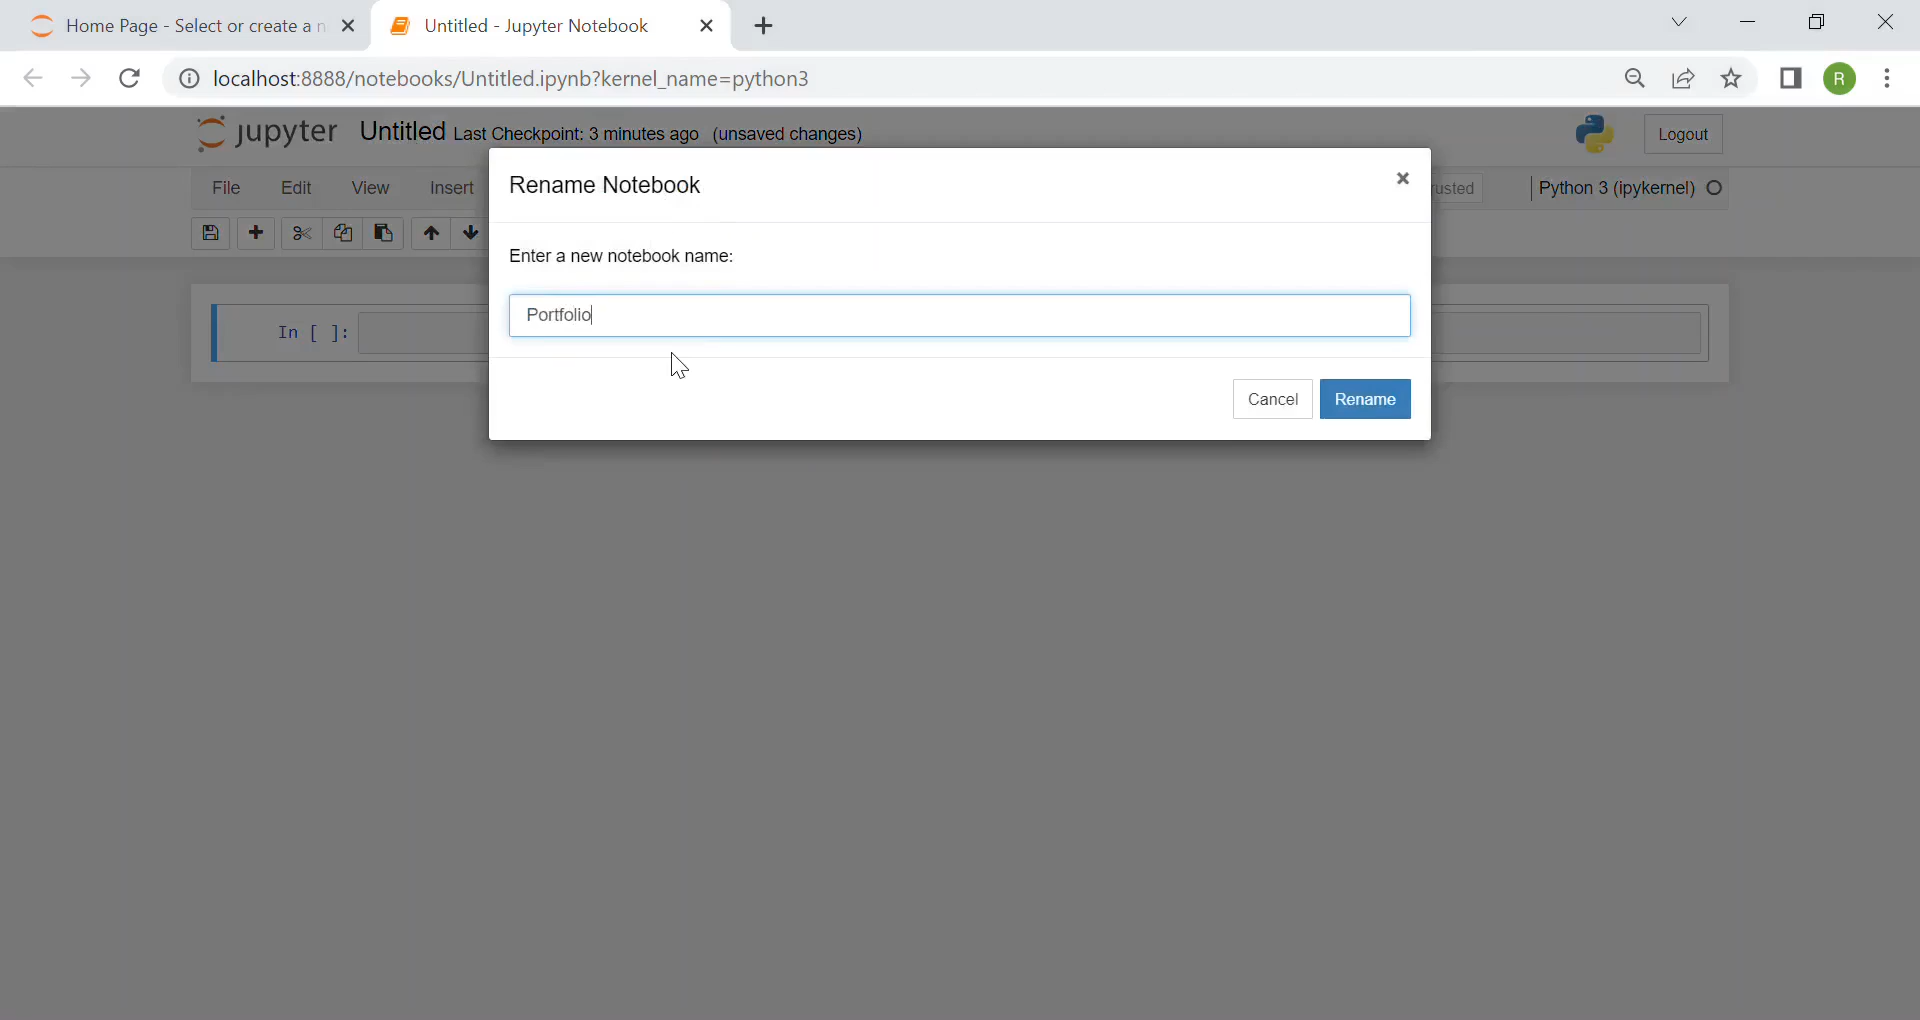 Home Page - Select or create a n
Untitled - Jupyter Notebook
localhost:8888/notebooks/Untitled.ipynb?kernel_name=python3
R
jupyter Untitled Last Checkpoint: 3 minutes ago (unsaved changes)
Logout
File Edit View Insert
rusted
Python 3 (ipykernel)
Rename Notebook
Enter a new notebook name:
Portfolio
In [ ]:
Cancel
Rename